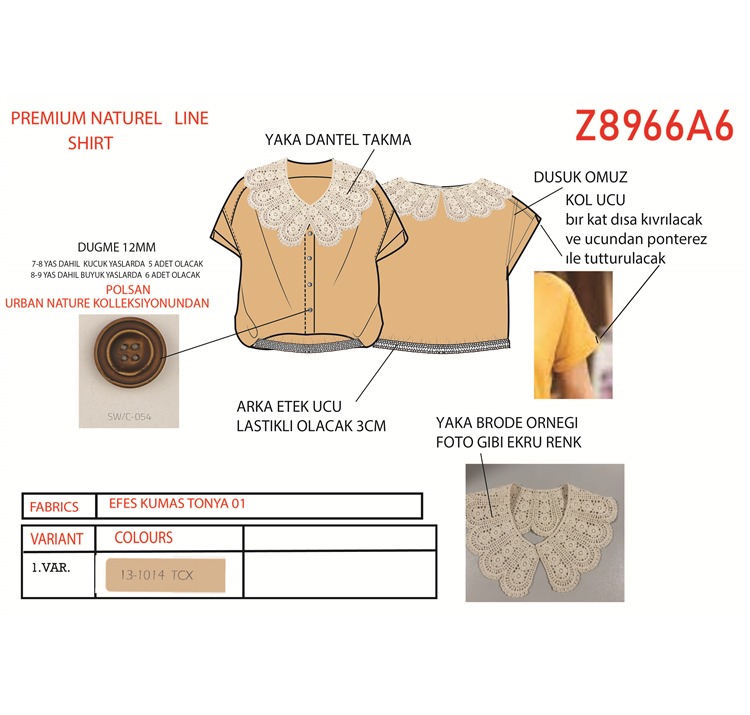 PREMIUM NATUREL LINE
SHIRT
Z8966A6
YAKA DANTEL TAKMA
DUSUK OMUZ
KOL UCU
bır kat dısa kıvrılacak
ve ucundan ponterez
ıle tutturulacak
DUGME 12MM
7-8 YAS DAHIL KUCUK YASLARDA 5 ADET OLACAK
8-9 YAS DAHIL BUYUK YASLARDA 6 ADET OLACAK
POLSAN
URBAN NATURE KOLLEKSIYONUNDAN
SW/C-054
ARKA ETEK UCU
LASTIKLI OLACAK 3CM
YAKA BRODE ORNEGI
FOTO GIBI EKRU RENK
FABRICS
EFES KUMAS TONYA 01
VARIANT
COLOURS
1.VAR.
13-1014 TCX